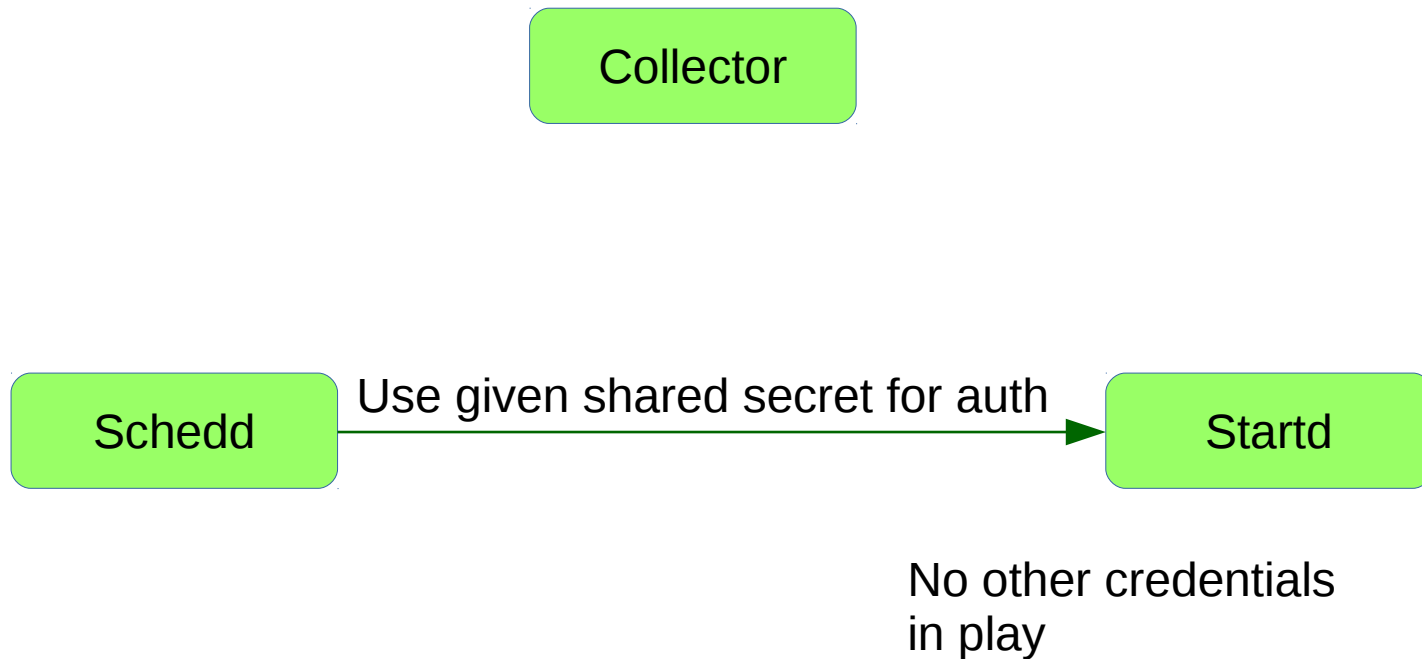 Collector
Use given shared secret for auth
Schedd
Startd
No other credentials
in play